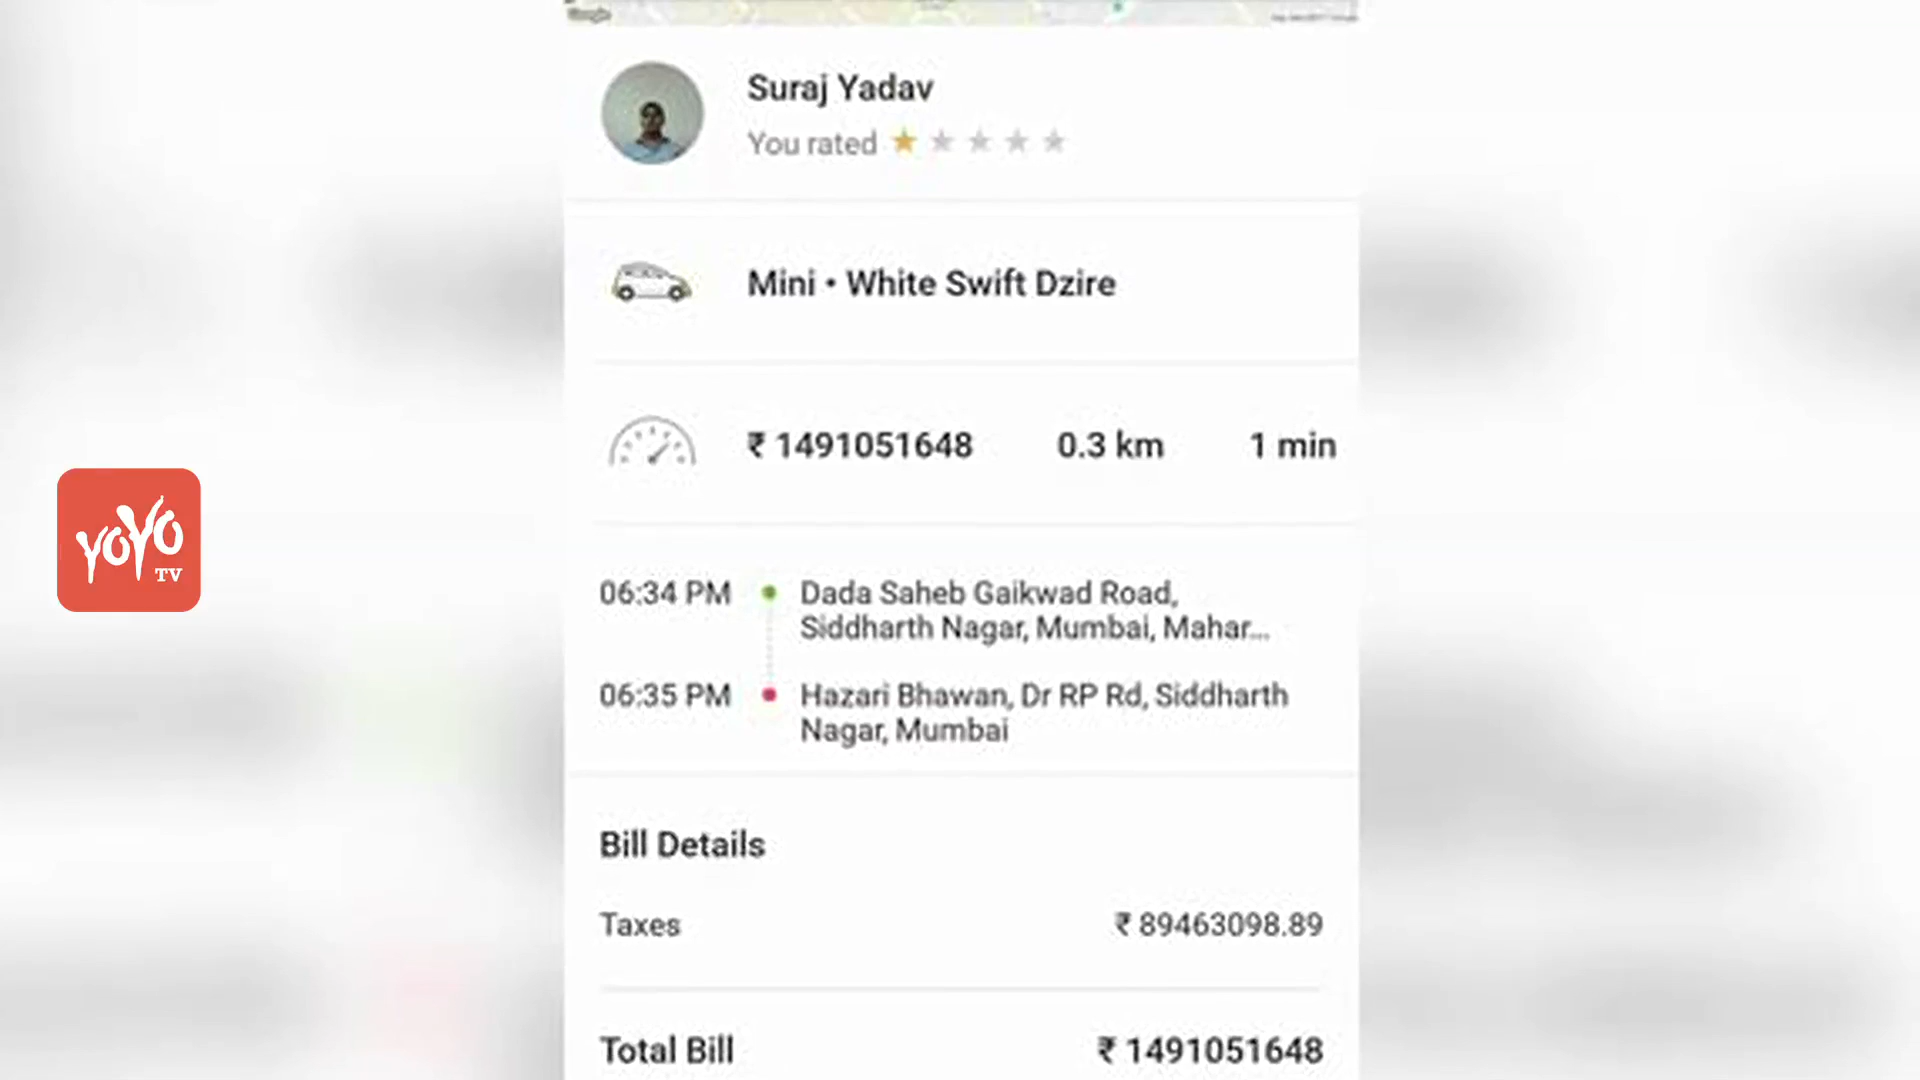 Suraj Yadav
You rated
Mini • White Swift Dzire
₹ 1491051648 0.3 km 1 min
YOYO
TV
06:34 PM Dada Saheb Gaikwad Road,
Siddharth Nagar, Mumbai, Mahar...
06:35 PM Hazari Bhawan, Dr RP Rd, Siddharth
Nagar, Mumbai
Bill Details
Taxes ₹ 89463098.89
Total Bill ₹ 1491051648